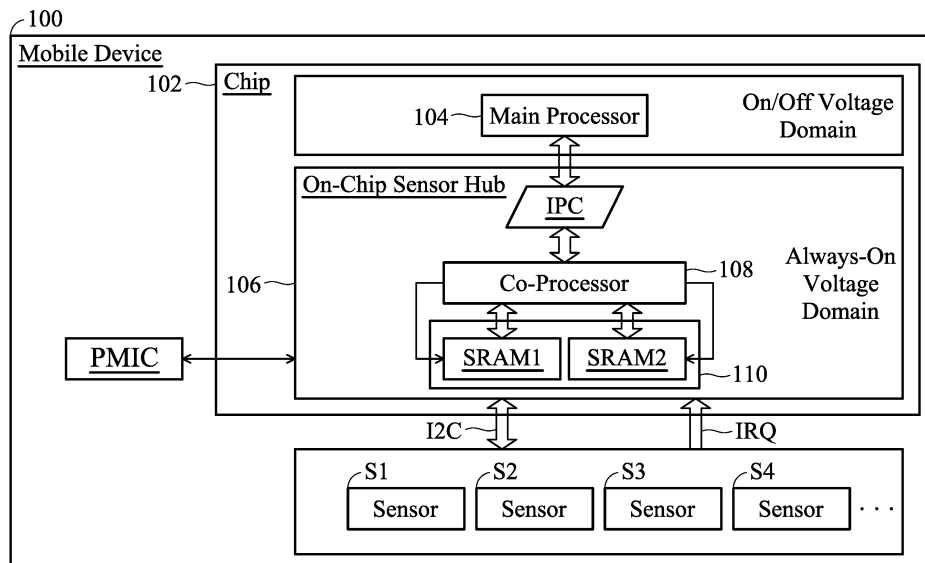 100
Mobile Device
102
Chip
104
Main Processor
On/Off Voltage
Domain
On-Chip Sensor Hub
IPC
106
Co-Processor
108
Always-On
Voltage
Domain
PMIC
SRAM1
SRAM2
110
I2C
IRQ
S1
S2
S3
S4
Sensor
Sensor
Sensor
Sensor
· · ·